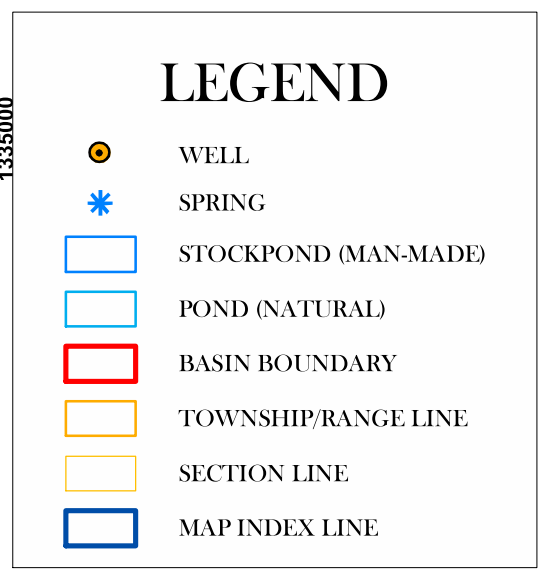 LEGEND
1335000
WELL
SPRING
STOCKPOND (MAN-MADE)
POND (NATURAL)
BASIN BOUNDARY
TOWNSHIP/RANGE LINE
SECTION LINE
MAP INDEX LINE